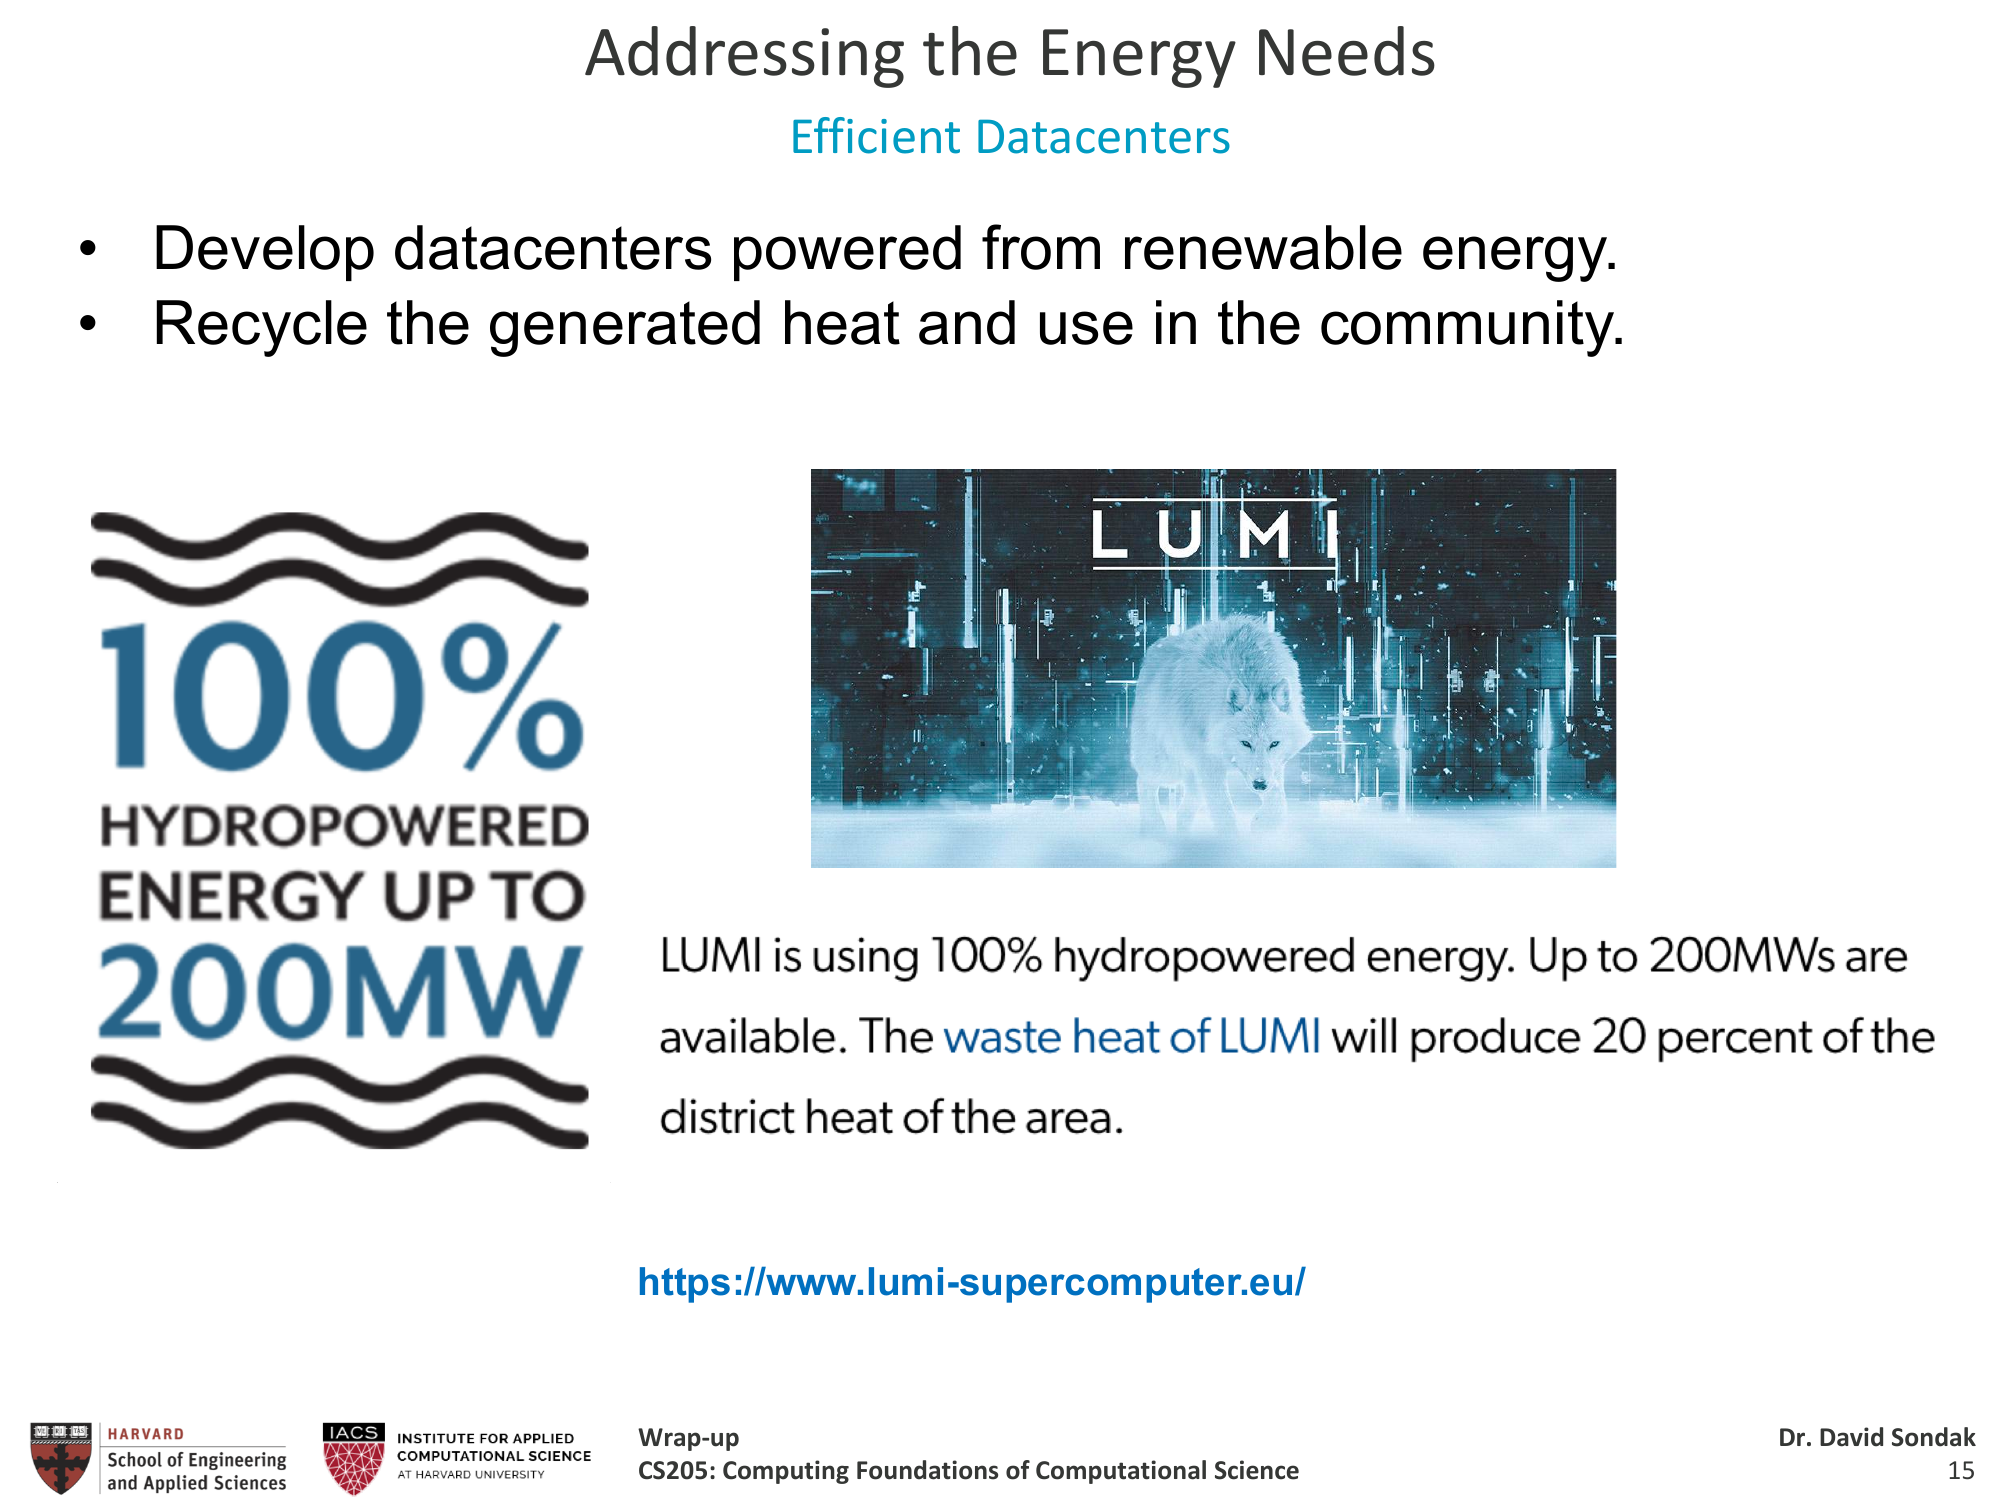 Addressing the Energy Needs
Efficient Datacenters
• Develop datacenters powered from renewable energy.
• Recycle the generated heat and use in the community.
100%
HYDROPOWERED
ENERGY UP TO
200MW
LUMI
LUMI is using 100% hydropowered energy. Up to 200MWs are
available. The waste heat of LUMI will produce 20 percent of the
district heat of the area.
https://www.lumi-supercomputer.eu/
HARVARD
School of Engineering
and Applied Sciences
IACS
INSTITUTE FOR APPLIED
COMPUTATIONAL SCIENCE
AT HARVARD UNIVERSITY
Wrap-up
CS205: Computing Foundations of Computational Science
Dr. David Sondak
15